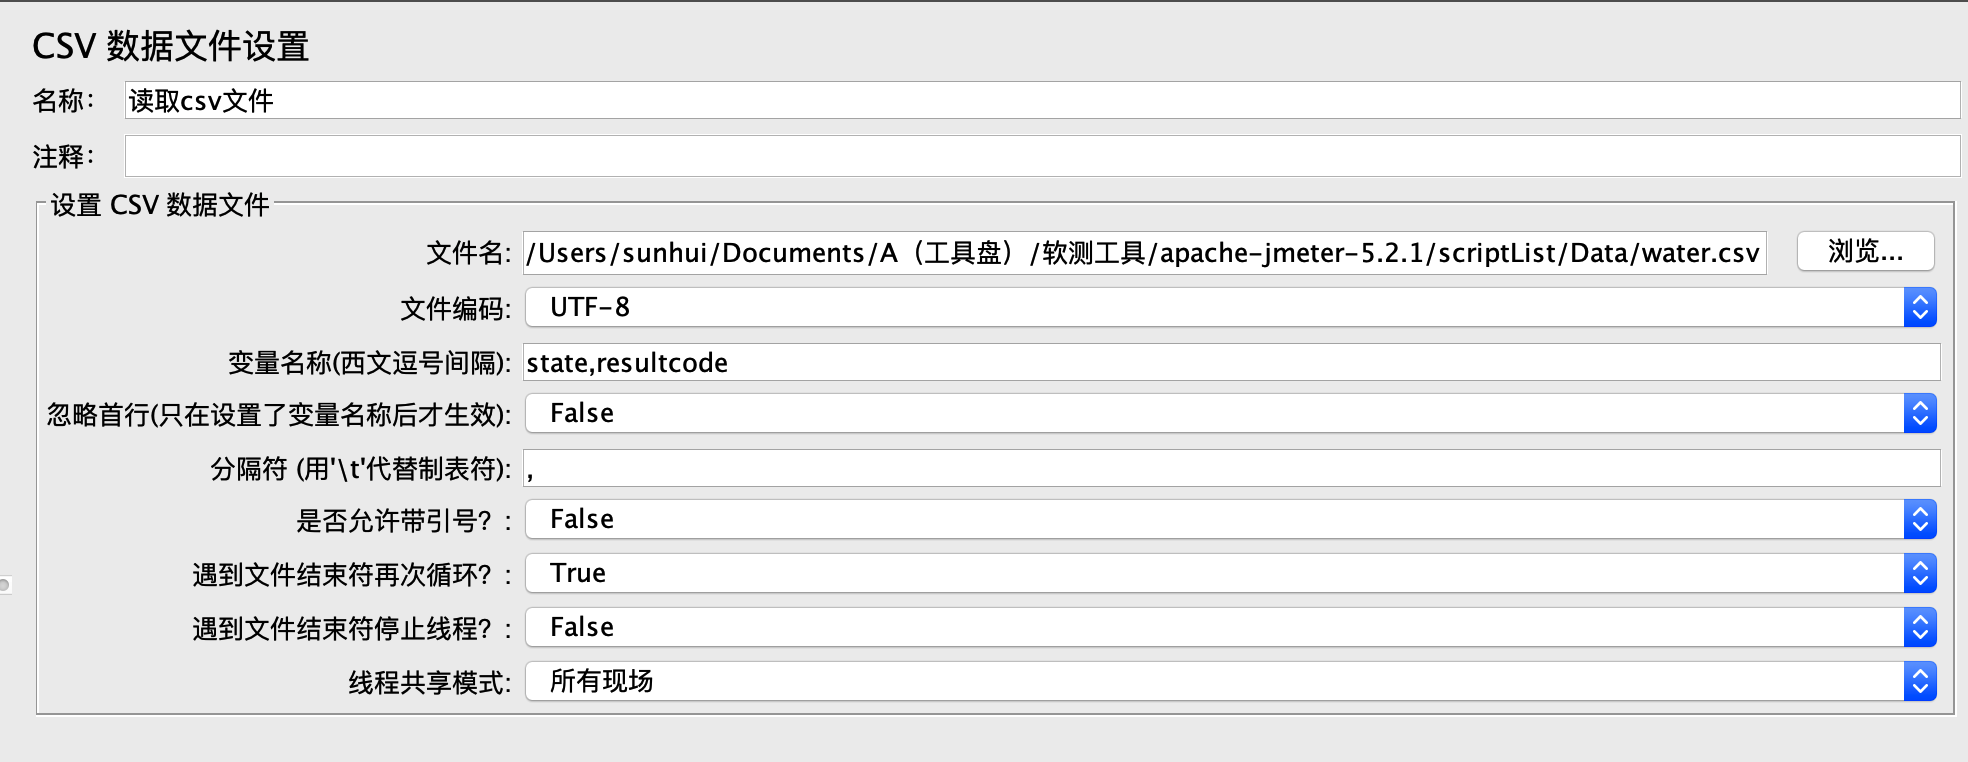 CSV 数据文件设置
名称： 读取csv文件
注释：
设置 CSV 数据文件
文件名: /Users/sunhui/Documents/A（工具盘）/软测工具/apache-jmeter-5.2.1/scriptList/Data/water.csv 浏览...
文件编码: UTF-8
变量名称(西文逗号间隔): state,resultcode
忽略首行(只在设置了变量名称后才生效): False
分隔符 (用'\t'代替制表符): ,
是否允许带引号？: False
遇到文件结束符再次循环？: True
遇到文件结束符停止线程？: False
线程共享模式: 所有现场